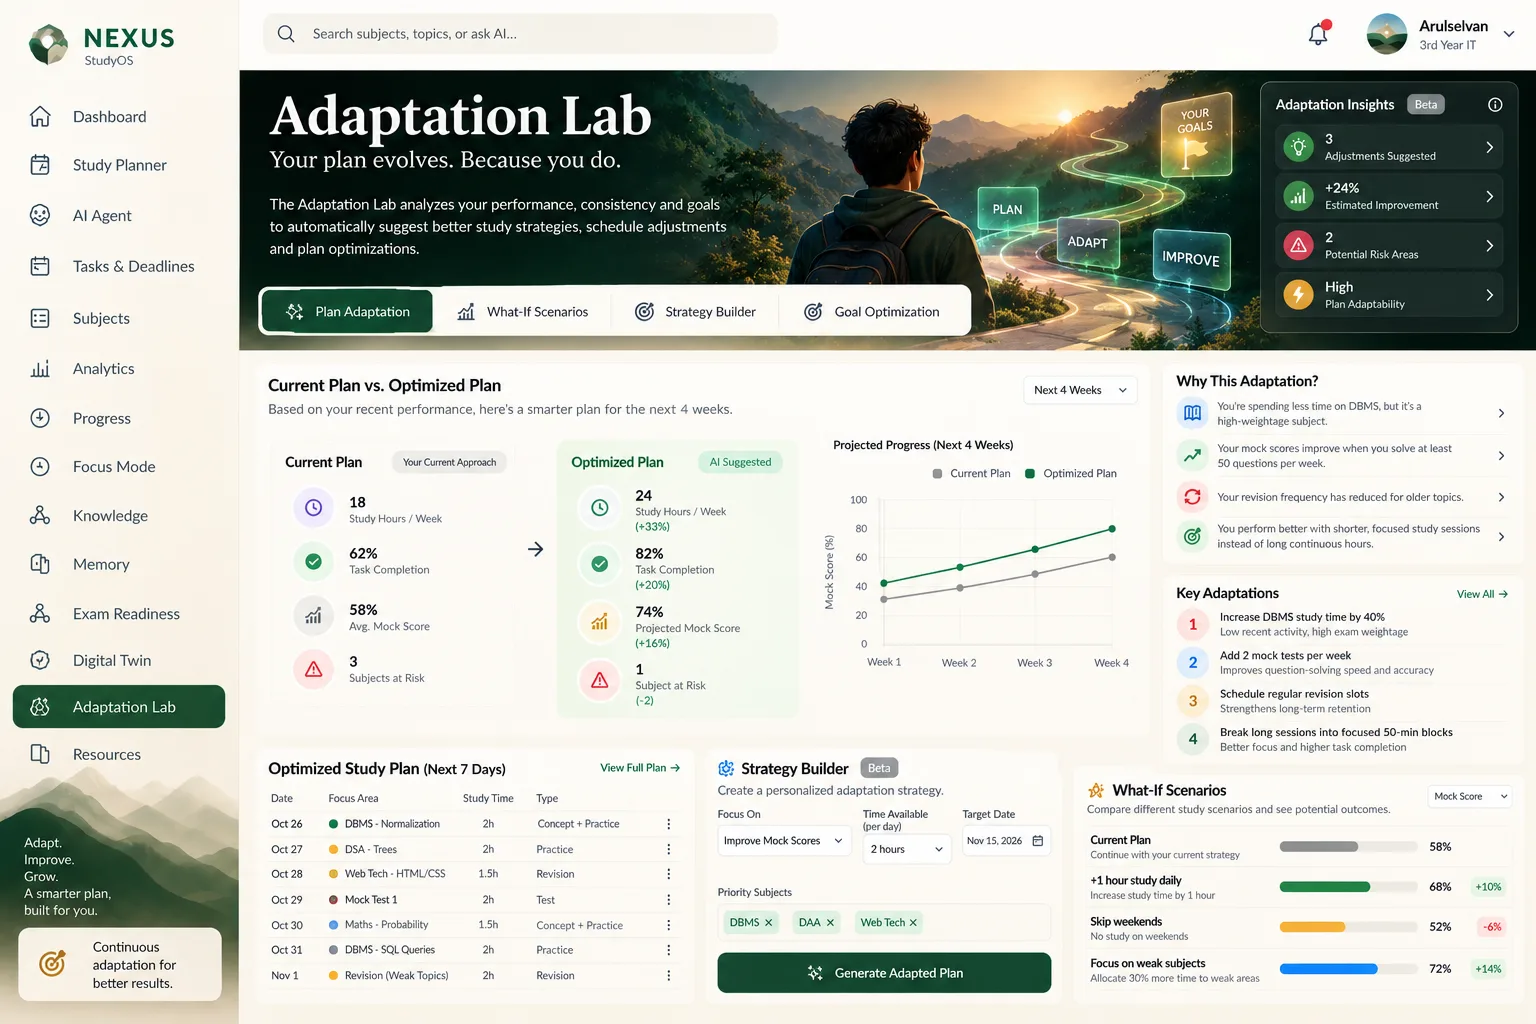 NEXUS
StudyOS
Search subjects, topics, or ask AI...
Arulselvan
3rd Year IT
Dashboard
Study Planner
AI Agent
Tasks & Deadlines
Subjects
Analytics
Progress
Focus Mode
Knowledge
Memory
Exam Readiness
Digital Twin
Adaptation Lab
Resources
Adapt.
Improve.
Grow.
A smarter plan,
built for you.
Continuous
adaptation for
better results.
Adaptation Lab
Your plan evolves. Because you do.
The Adaptation Lab analyzes your performance, consistency and goals
to automatically suggest better study strategies, schedule adjustments
and plan optimizations.
PLAN
ADAPT
IMPROVE
YOUR
GOALS
Plan Adaptation
What-If Scenarios
Strategy Builder
Goal Optimization
Adaptation Insights Beta
3
Adjustments Suggested
+24%
Estimated Improvement
2
Potential Risk Areas
High
Plan Adaptability
Current Plan vs. Optimized Plan
Based on your recent performance, here's a smarter plan for the next 4 weeks.
Next 4 Weeks
Current Plan Your Current Approach
18
Study Hours / Week
62%
Task Completion
58%
Avg. Mock Score
3
Subjects at Risk
Optimized Plan AI Suggested
24
Study Hours / Week
(+33%)
82%
Task Completion
(+20%)
74%
Projected Mock Score
(+16%)
1
Subject at Risk
(-2)
Projected Progress (Next 4 Weeks)
Current Plan Optimized Plan
Mock Score (%)
100
80
60
40
20
0
Week 1 Week 2 Week 3 Week 4
Why This Adaptation?
You're spending less time on DBMS, but it's a
high-weightage subject.
Your mock scores improve when you solve at least
50 questions per week.
Your revision frequency has reduced for older topics.
You perform better with shorter, focused study sessions
instead of long continuous hours.
Key Adaptations View All →
1 Increase DBMS study time by 40%
Low recent activity, high exam weightage
2 Add 2 mock tests per week
Improves question-solving speed and accuracy
3 Schedule regular revision slots
Strengthens long-term retention
4 Break long sessions into focused 50-min blocks
Better focus and higher task completion
Optimized Study Plan (Next 7 Days) View Full Plan →
Date Focus Area Study Time Type
Oct 26 DBMS - Normalization 2h Concept + Practice
Oct 27 DSA - Trees 2h Practice
Oct 28 Web Tech - HTML/CSS 1.5h Revision
Oct 29 Mock Test 1 2h Test
Oct 30 Maths - Probability 1.5h Concept + Practice
Oct 31 DBMS - SQL Queries 2h Practice
Nov 1 Revision (Weak Topics) 2h Revision
Strategy Builder Beta
Create a personalized adaptation strategy.
Focus On
Improve Mock Scores
Time Available
(per day)
2 hours
Target Date
Nov 15, 2026
Priority Subjects
DBMS × DAA × Web Tech ×
Generate Adapted Plan
What-If Scenarios Mock Score
Compare different study scenarios and see potential outcomes.
Current Plan
Continue with your current strategy
58%
+1 hour study daily
Increase study time by 1 hour
68% +10%
Skip weekends
No study on weekends
52% -6%
Focus on weak subjects
Allocate 30% more time to weak areas
72% +14%